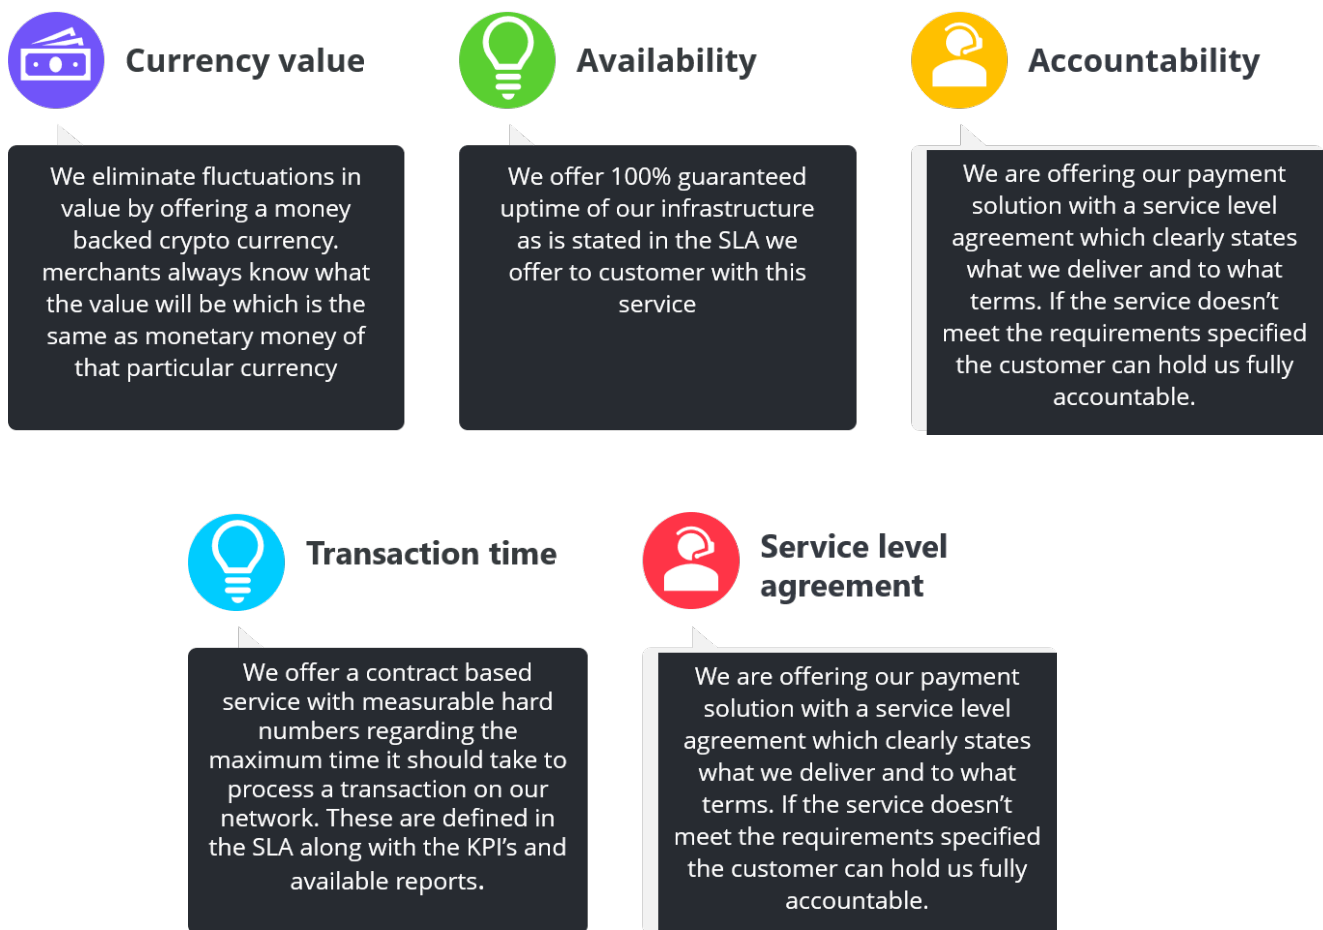 Currency value
We eliminate fluctuations in
value by offering a money
backed crypto currency.
merchants always know what
the value will be which is the
same as monetary money of
that particular currency
Availability
We offer 100% guaranteed
uptime of our infrastructure
as is stated in the SLA we
offer to customer with this
service
Accountability
We are offering our payment
solution with a service level
agreement which clearly states
what we deliver and to what
terms. If the service doesn’t
meet the requirements specified
the customer can hold us fully
accountable.
Transaction time
We offer a contract based
service with measurable hard
numbers regarding the
maximum time it should take to
process a transaction on our
network. These are defined in
the SLA along with the KPI’s and
available reports.
Service level
agreement
We are offering our payment
solution with a service level
agreement which clearly states
what we deliver and to what
terms. If the service doesn’t
meet the requirements specified
the customer can hold us fully
accountable.